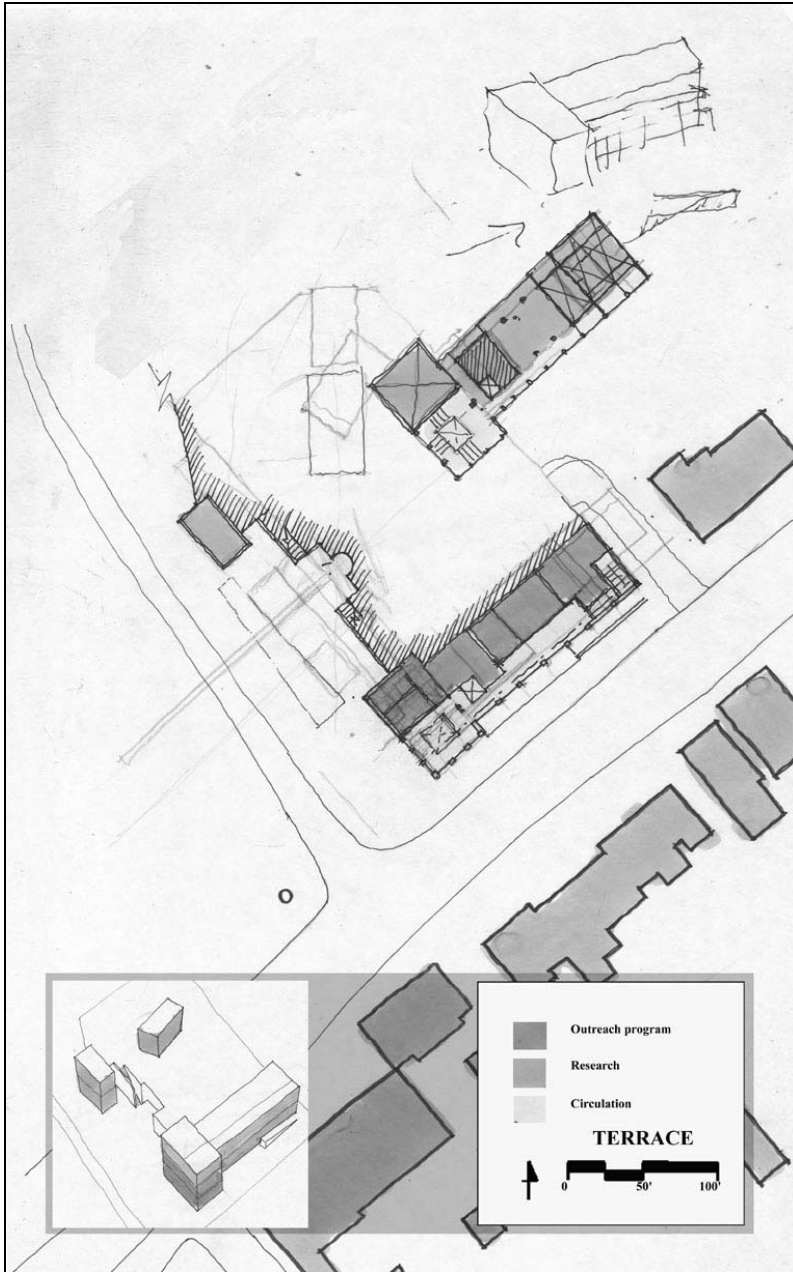 Outreach program
Research
Circulation
TERRACE
0 50' 100'